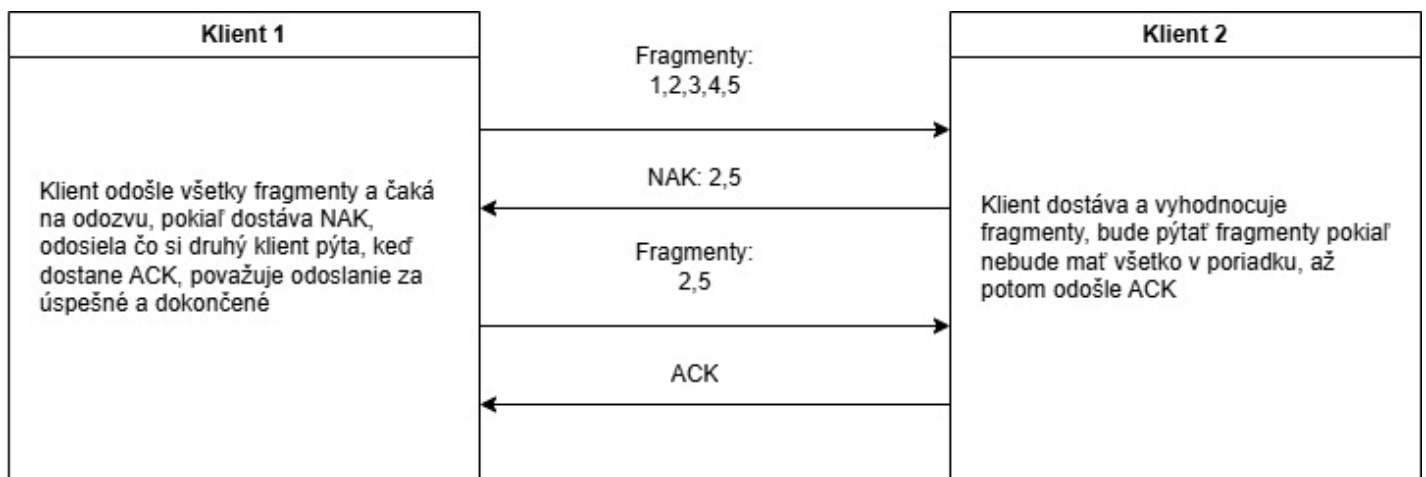 Klient 1
Klient odošle všetky fragmenty a čaká
na odozvu, pokiaľ dostáva NAK,
odosiela čo si druhý klient pýta, keď
dostane ACK, považuje odoslanie za
úspešné a dokončené
Fragmenty:
1,2,3,4,5
NAK: 2,5
Fragmenty:
2,5
ACK
Klient 2
Klient dostáva a vyhodnocuje
fragmenty, bude pýtať fragmenty pokiaľ
nebude mať všetko v poriadku, až
potom odošle ACK